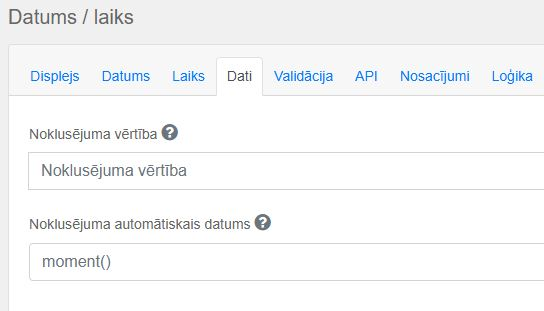 Datums / laiks
Displejs Datums Laiks Dati Validācija API Nosacījumi Loģika
Noklusējuma vērtība ?
Noklusējuma vērtība
Noklusējuma automātiskais datums ?
moment()